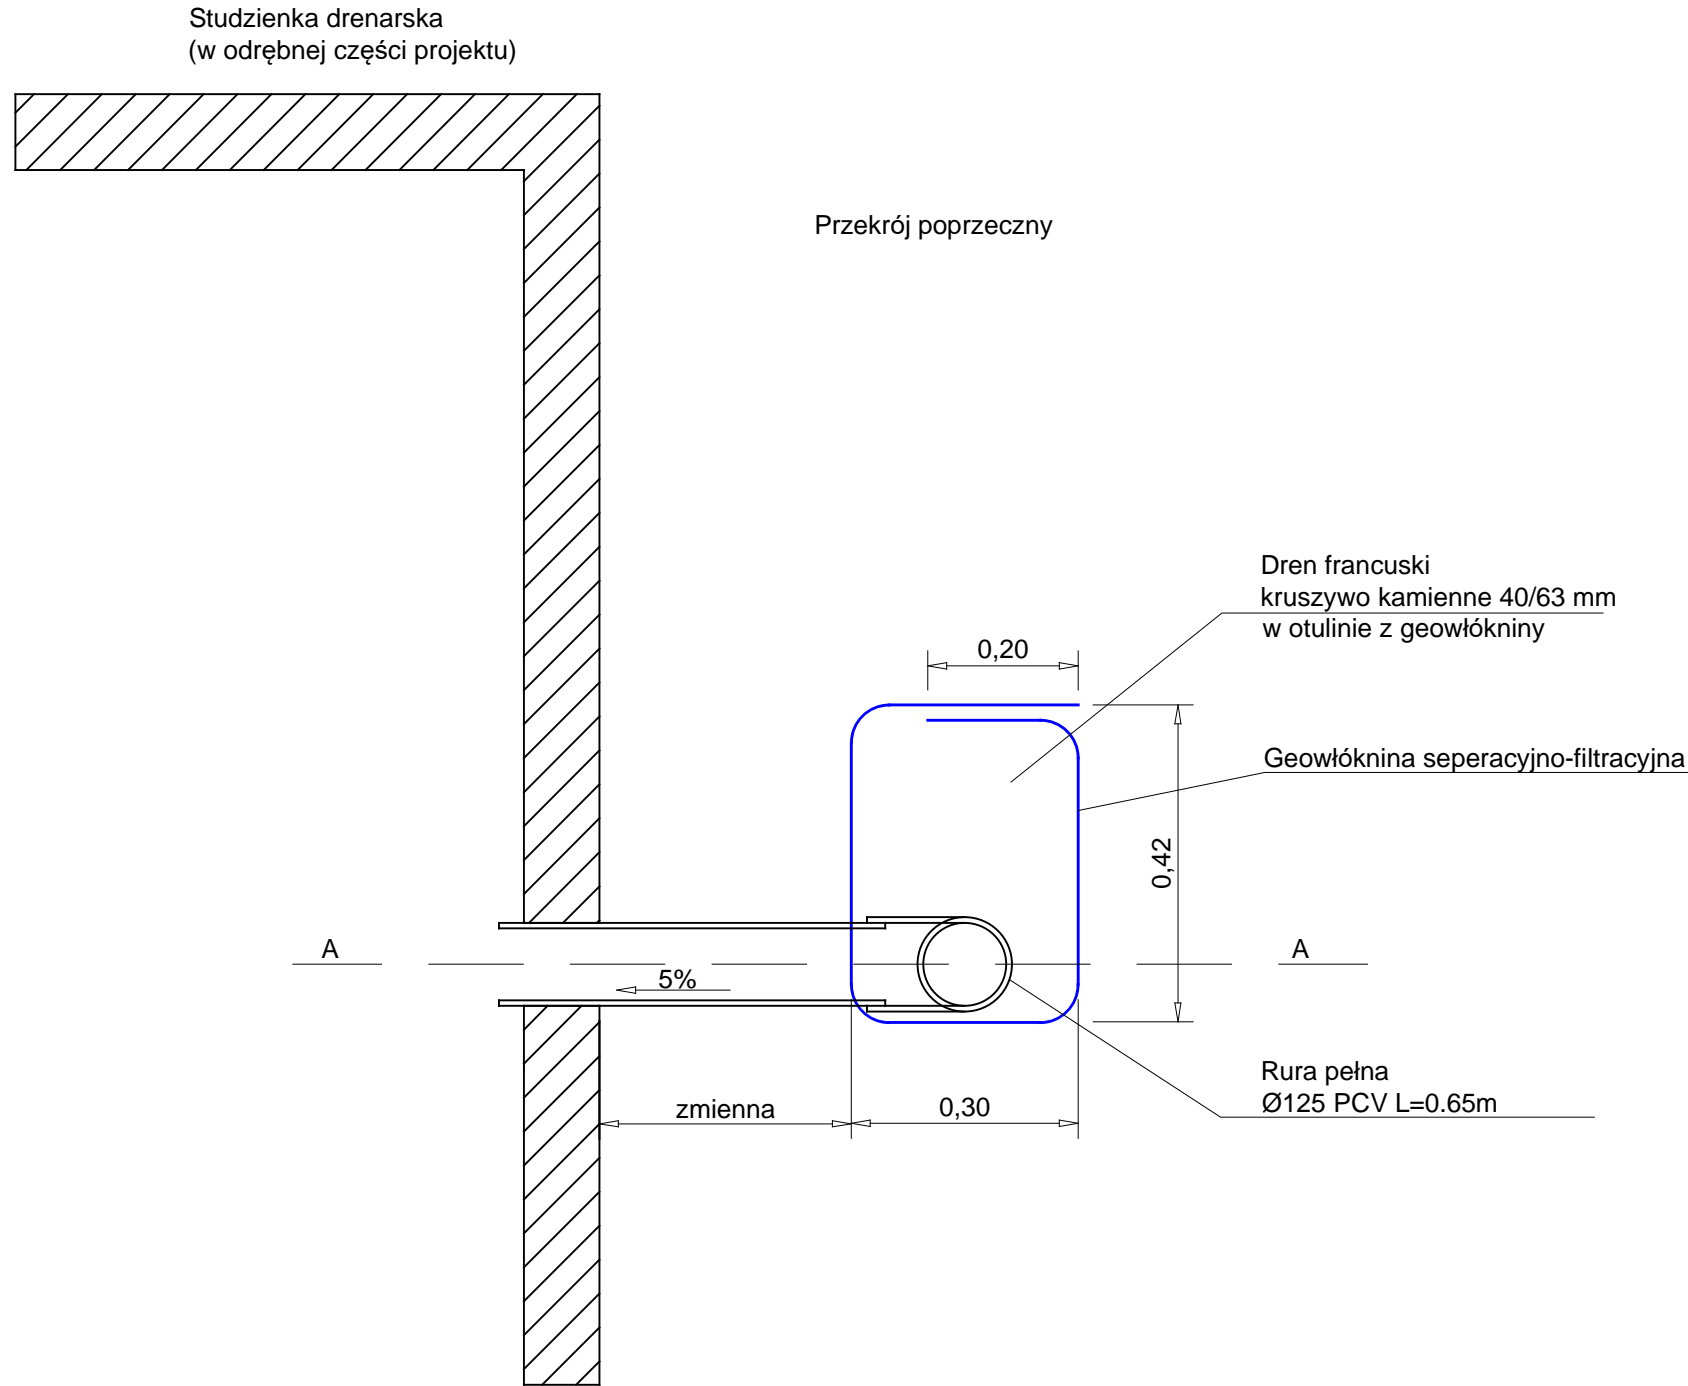 Studzienka drenarska
(w odrębnej części projektu)
Przekrój poprzeczny
Dren francuski
kruszywo kamienne 40/63 mm
w otulinie z geowłókniny
0,20
Geowłóknina seperacyjno-filtracyjna
0,42
A
A
5%
Rura pełna
Ø125 PCV L=0.65m
zmienna
0,30